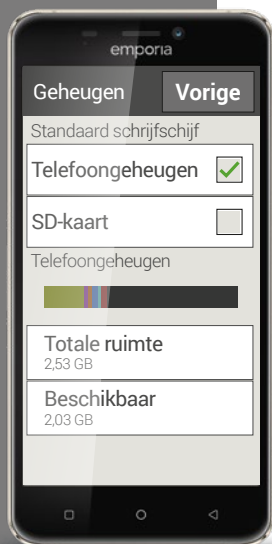 emporia
Geheugen Vorige
Standaard schrijfschijf
Telefoongeheugen
SD-kaart
Telefoongeheugen
Totale ruimte
2,53 GB
Beschikbaar
2,03 GB